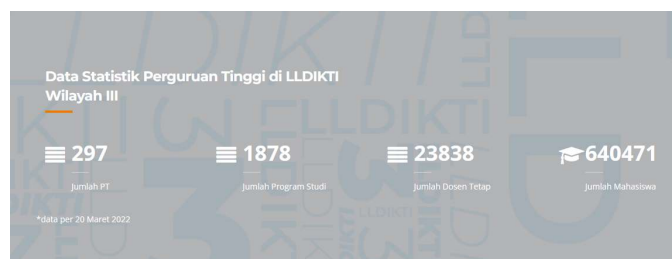 Data Statistik Perguruan Tinggi di LLDIKTI
Wilayah III
297
Jumlah PT
1878
Jumlah Program Studi
23838
Jumlah Dosen Tetap
640471
Jumlah Mahasiswa
*data per 20 Maret 2022